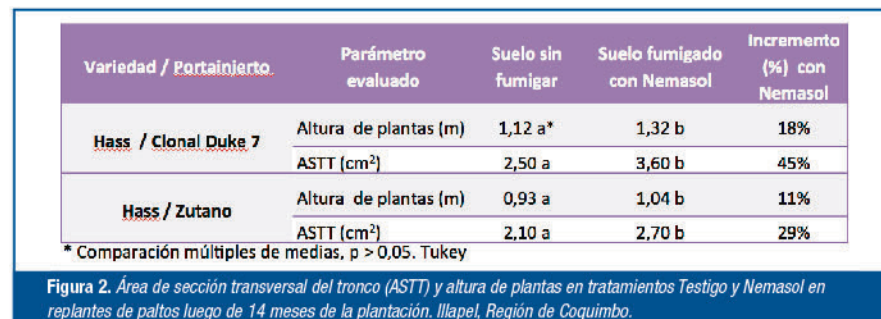 Variedad / Portainjerto
Parámetro evaluado
Suelo sin fumigar
Suelo fumigado con Nemasol
Incremento (%) con Nemasol
Hass / Clonal Duke 7
Altura de plantas (m) 1,12 a* 1,32 b 18%
ASTT (cm²) 2,50 a 3,60 b 45%
Hass / Zutano
Altura de plantas (m) 0,93 a 1,04 b 11%
ASTT (cm²) 2,10 a 2,70 b 29%
* Comparación múltiples de medias, p > 0,05. Tukey
Figura 2. Área de sección transversal del tronco (ASTT) y altura de plantas en tratamientos Testigo y Nemasol en
replantes de paltos luego de 14 meses de la plantación. Illapel, Región de Coquimbo.